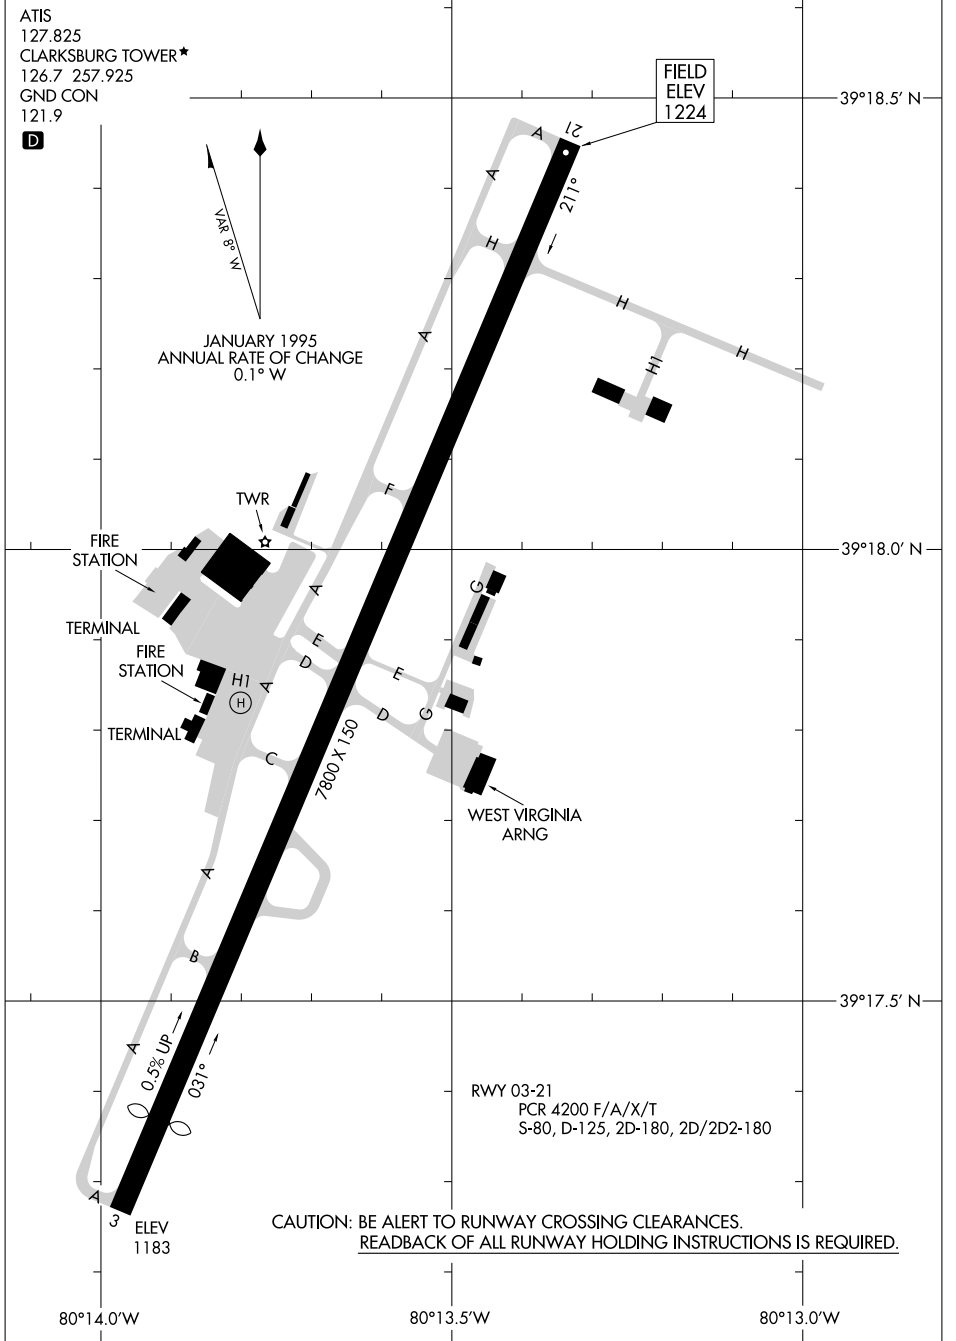 ATIS
127.825
CLARKSBURG TOWER★
126.7 257.925
GND CON
121.9
D
FIELD
ELEV
1224
39°18.5' N
21
A
A
211°
H
VAR 8° W
H
A
H
H1
JANUARY 1995
ANNUAL RATE OF CHANGE
0.1° W
F
TWR
FIRE
STATION
39°18.0' N
A
G
TERMINAL
FIRE
STATION
E
D
E
H1
A
H
D
G
TERMINAL
C
7800 X 150
WEST VIRGINIA
ARNG
A
B
39°17.5' N
A
0.5% UP
031°
RWY 03-21
PCR 4200 F/A/X/T
S-80, D-125, 2D-180, 2D/2D2-180
A
3
ELEV
1183
CAUTION: BE ALERT TO RUNWAY CROSSING CLEARANCES.
READBACK OF ALL RUNWAY HOLDING INSTRUCTIONS IS REQUIRED.
80°14.0'W
80°13.5'W
80°13.0'W